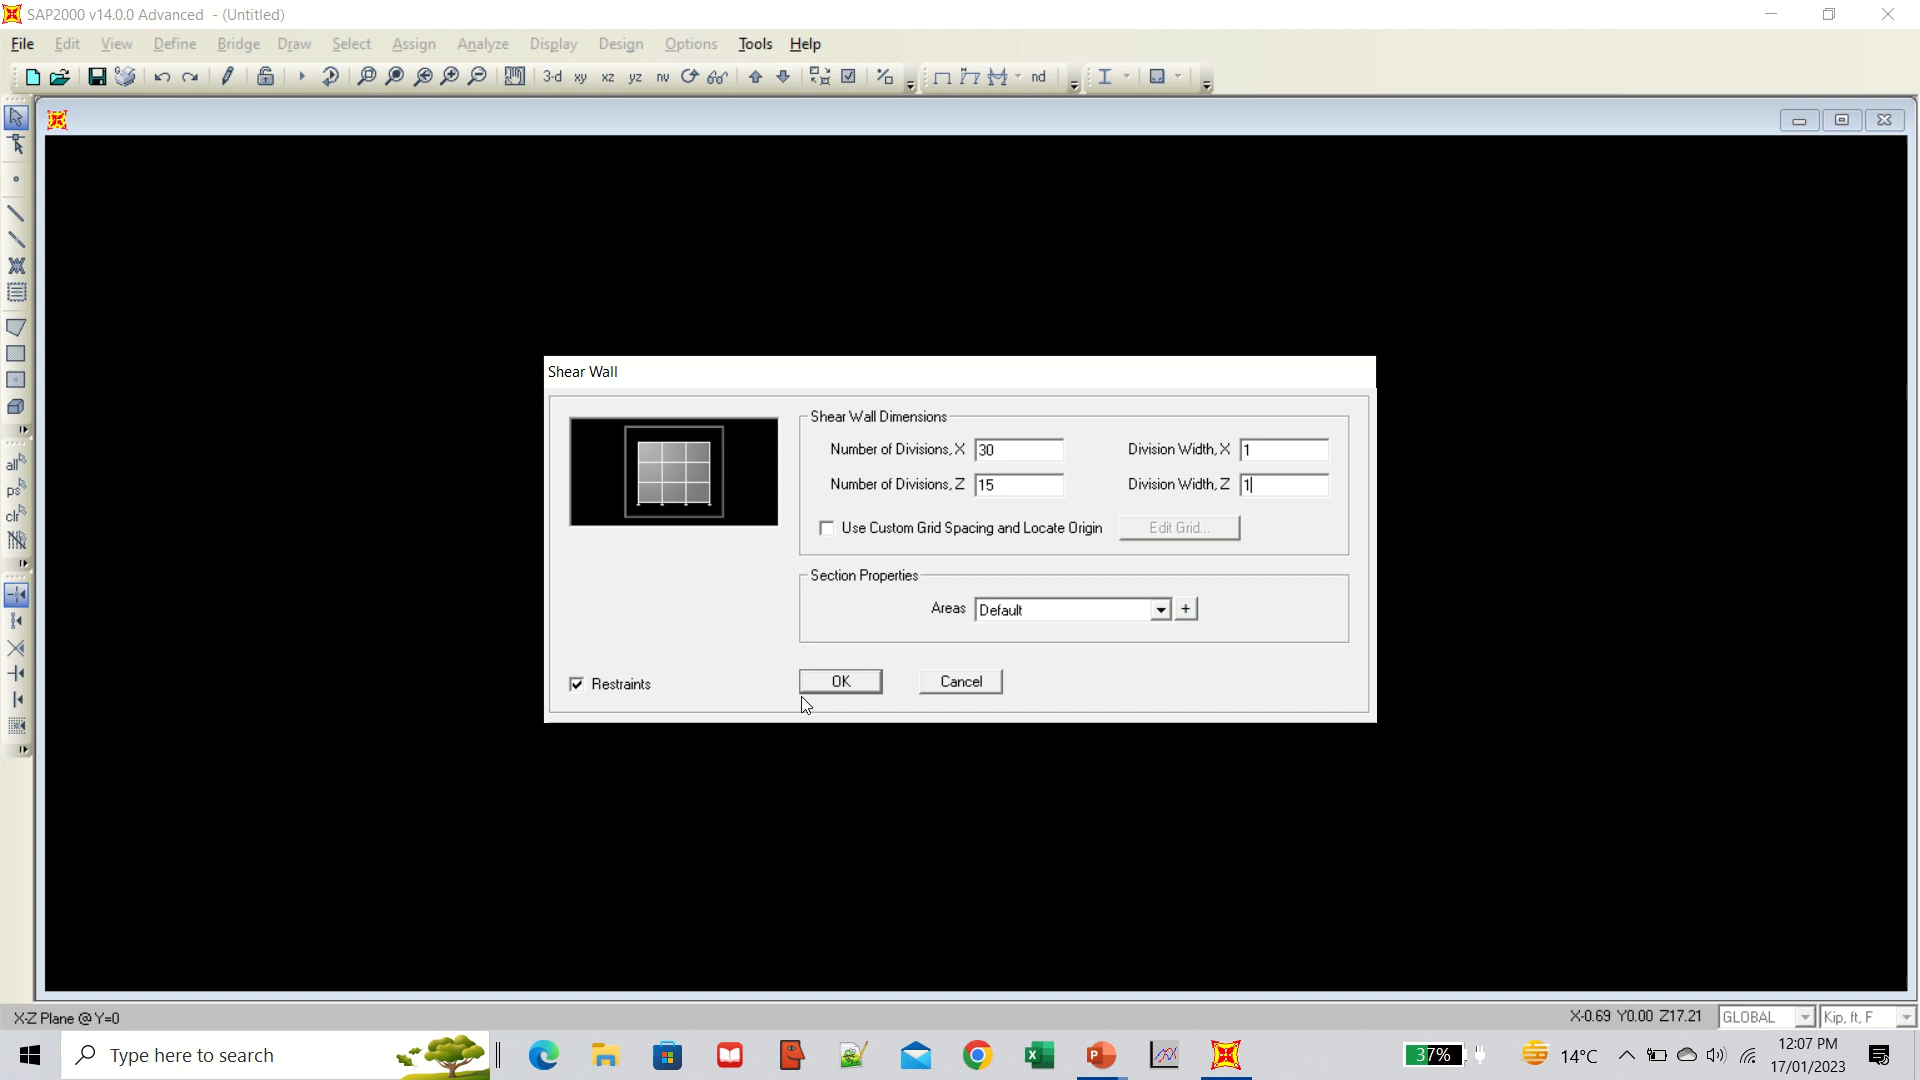 SAP2000 v14.0.0 Advanced - (Untitled)
File Edit View Define Bridge Draw Select Assign Analyze Display Design Options Tools Help
3-d xy xz yz nv nd
all
ps
clr
Shear Wall
Shear Wall Dimensions
Number of Divisions, X 30 Division Width, X 1
Number of Divisions, Z 15 Division Width, Z 1
Use Custom Grid Spacing and Locate Origin Edit Grid...
Section Properties
Areas Default +
Restraints OK Cancel
X-Z Plane @ Y=0 X-0.69 Y0.00 Z17.21 GLOBAL Kip, ft, F
Type here to search 37% 14°C 12:07 PM
17/01/2023